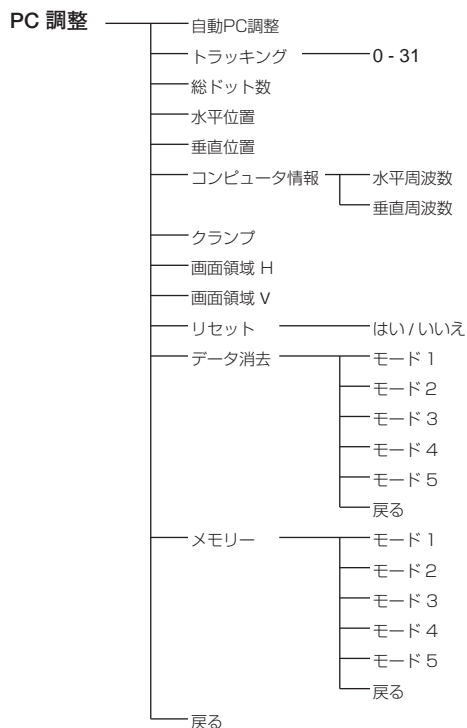 PC 調整
自動PC調整
トラッキング 0 - 31
総ドット数
水平位置
垂直位置
コンピュータ情報 水平周波数
垂直周波数
クランプ
画面領域 H
画面領域 V
リセット はい / いいえ
データ消去 モード 1
モード 2
モード 3
モード 4
モード 5
戻る
メモリー モード 1
モード 2
モード 3
モード 4
モード 5
戻る
戻る